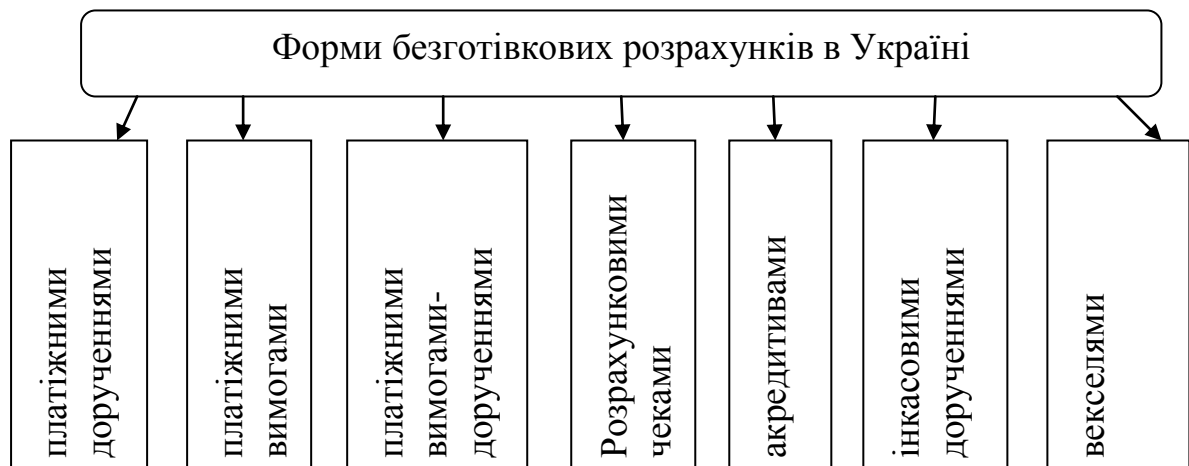 Форми безготівкових розрахунків в Україні
платіжними
дорученнями
платіжними
вимогами
платіжними
вимогами-
дорученнями
Розрахунковими
чеками
акредитивами
інкасовими
дорученнями
векселями